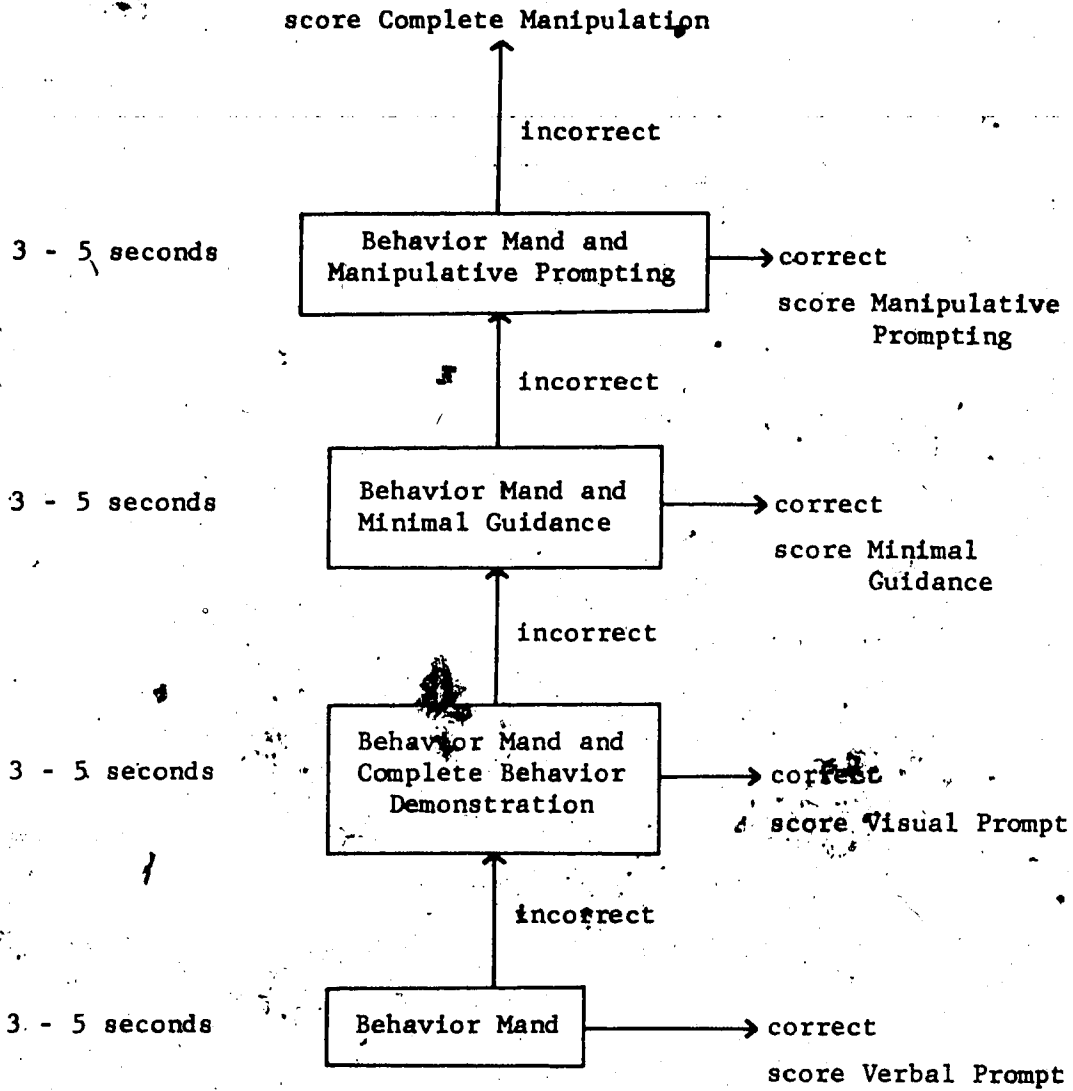 score Complete Manipulation
incorrect
3 - 5 seconds
Behavior Mand and
Manipulative Prompting
correct
score Manipulative
Prompting
incorrect
3 - 5 seconds
Behavior Mand and
Minimal Guidance
correct
score Minimal
Guidance
incorrect
3 - 5 seconds
Behavior Mand and
Complete Behavior
Demonstration
correct
score Visual Prompt
incorrect
3 - 5 seconds
Behavior Mand
correct
score Verbal Prompt